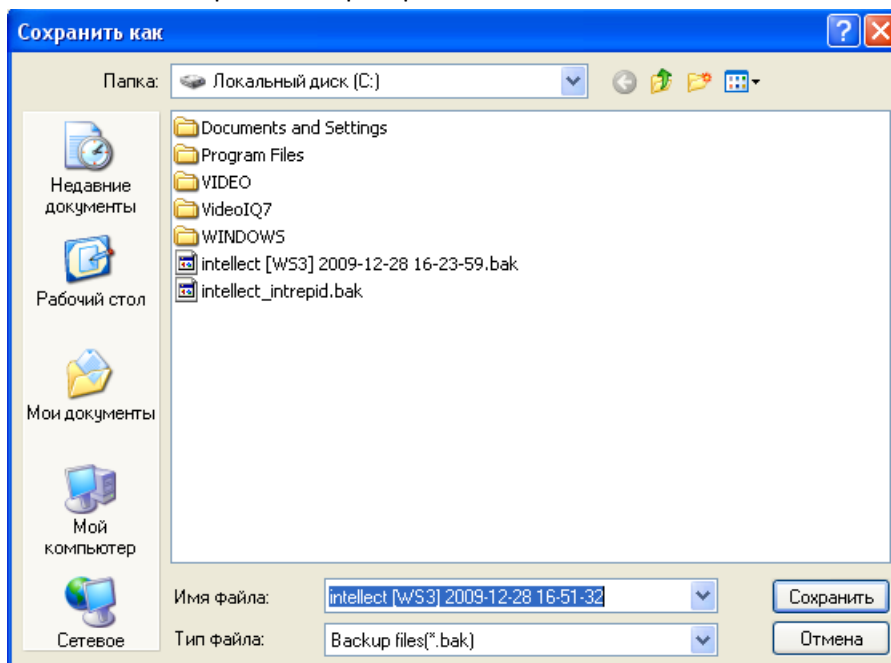 Сохранить как
Папка:
Локальный диск (C:)
Недавние
документы
Рабочий стол
Мои документы
Мой
компьютер
Сетевое
Documents and Settings
Program Files
VIDEO
VideoIQ7
WINDOWS
intellect [WS3] 2009-12-28 16-23-59.bak
intellect_intrepid.bak
Имя файла:
intellect [WS3] 2009-12-28 16-51-32
Сохранить
Тип файла:
Backup files(*.bak)
Отмена